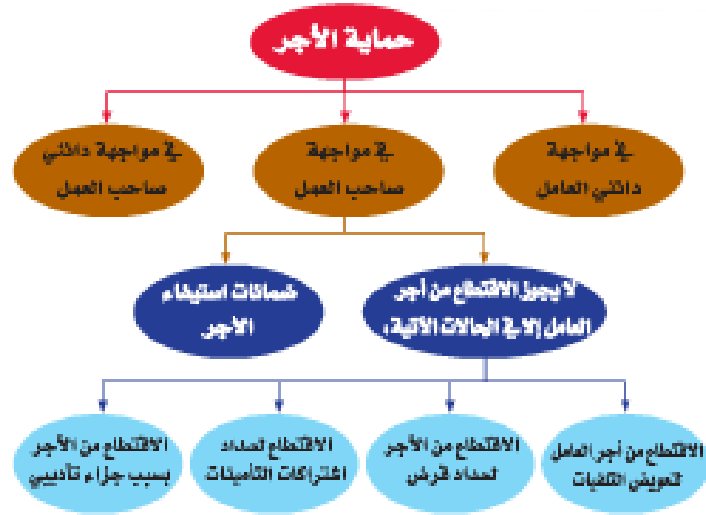 حماية الأجر
في مواجهة
دائني العامل
في مواجهة
صاحب العمل
في مواجهة دائني
صاحب العمل
لا يجوز الاقتطاع من أجر
العامل إلا في الحالات الآتية:
ضمانات استيفاء
الأجر
الاقتطاع من أجر العامل
لتعويض التلفيات
الاقتطاع من الأجر
لسداد قرض
الاقتطاع لسداد
اشتراكات التأمينات
الاقتطاع من الأجر
بسبب جزاء تأديبي